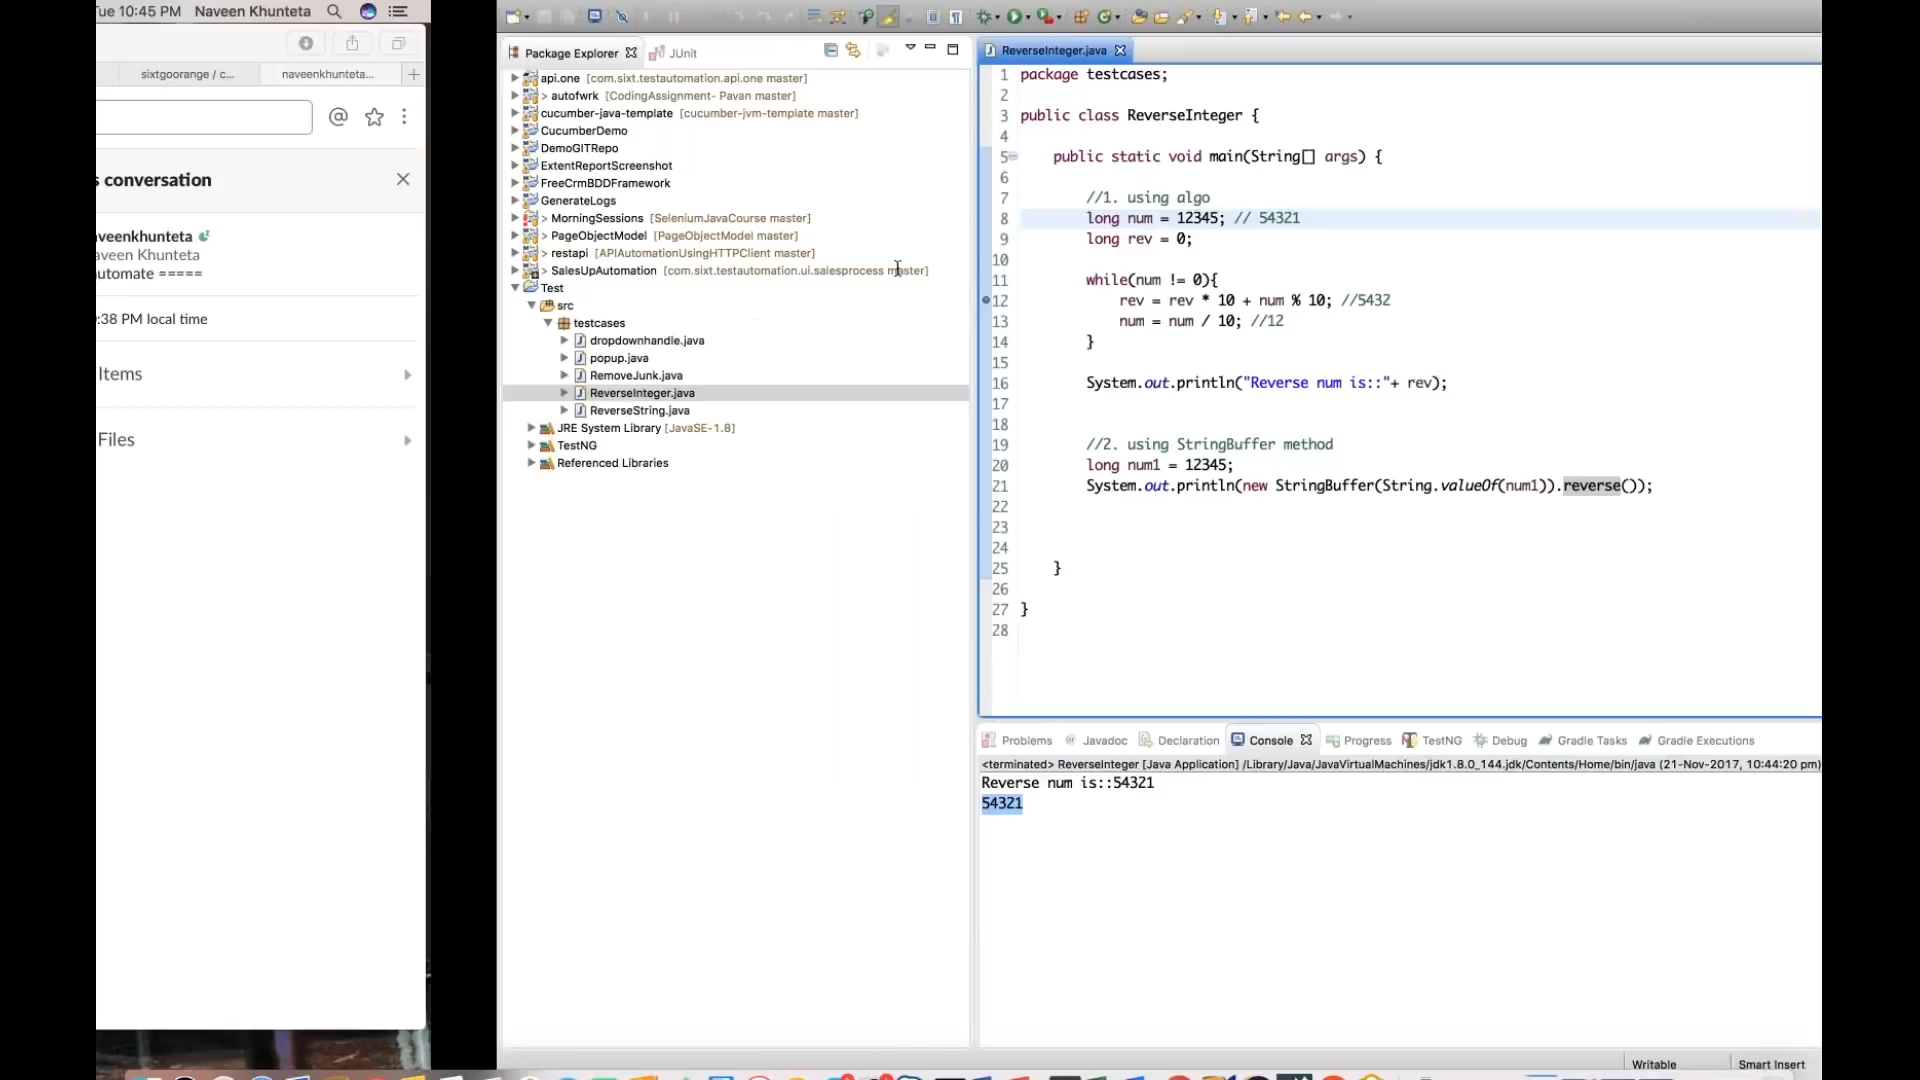 Tue 10:45 PM Naveen Khunteta
sixtgoorange / c... naveenkhunteta...
s conversation
veenkhunteta
Naveen Khunteta
automate =====
:38 PM local time
Items
Files
Package Explorer JUnit
api.one [com.sixt.testautomation.api.one master]
> autofwrk [CodingAssignment- Pavan master]
cucumber-java-template [cucumber-jvm-template master]
CucumberDemo
DemoGITRepo
ExtentReportScreenshot
FreeCrmBDDFramework
GenerateLogs
> MorningSessions [SeleniumJavaCourse master]
> PageObjectModel [PageObjectModel master]
> restapi [APIAutomationUsingHTTPClient master]
> SalesUpAutomation [com.sixt.testautomation.ui.salesprocess master]
Test
src
testcases
dropdownhandle.java
popup.java
RemoveJunk.java
ReverseInteger.java
ReverseString.java
JRE System Library [JavaSE-1.8]
TestNG
Referenced Libraries
ReverseInteger.java
1 package testcases;
2
3 public class ReverseInteger {
4
5 public static void main(String[] args) {
6
7 //1. using algo
8 long num = 12345; // 54321
9 long rev = 0;
10
11 while(num != 0){
12 rev = rev * 10 + num % 10; //5432
13 num = num / 10; //12
14 }
15
16 System.out.println("Reverse num is::"+ rev);
17
18
19 //2. using StringBuffer method
20 long num1 = 12345;
21 System.out.println(new StringBuffer(String.valueOf(num1)).reverse());
22
23
24
25 }
26
27 }
28
Problems Javadoc Declaration Console Progress TestNG Debug Gradle Tasks Gradle Executions
<terminated> ReverseInteger [Java Application] /Library/Java/JavaVirtualMachines/jdk1.8.0_144.jdk/Contents/Home/bin/java (21-Nov-2017, 10:44:20 pm)
Reverse num is::54321
54321
Writable Smart Insert